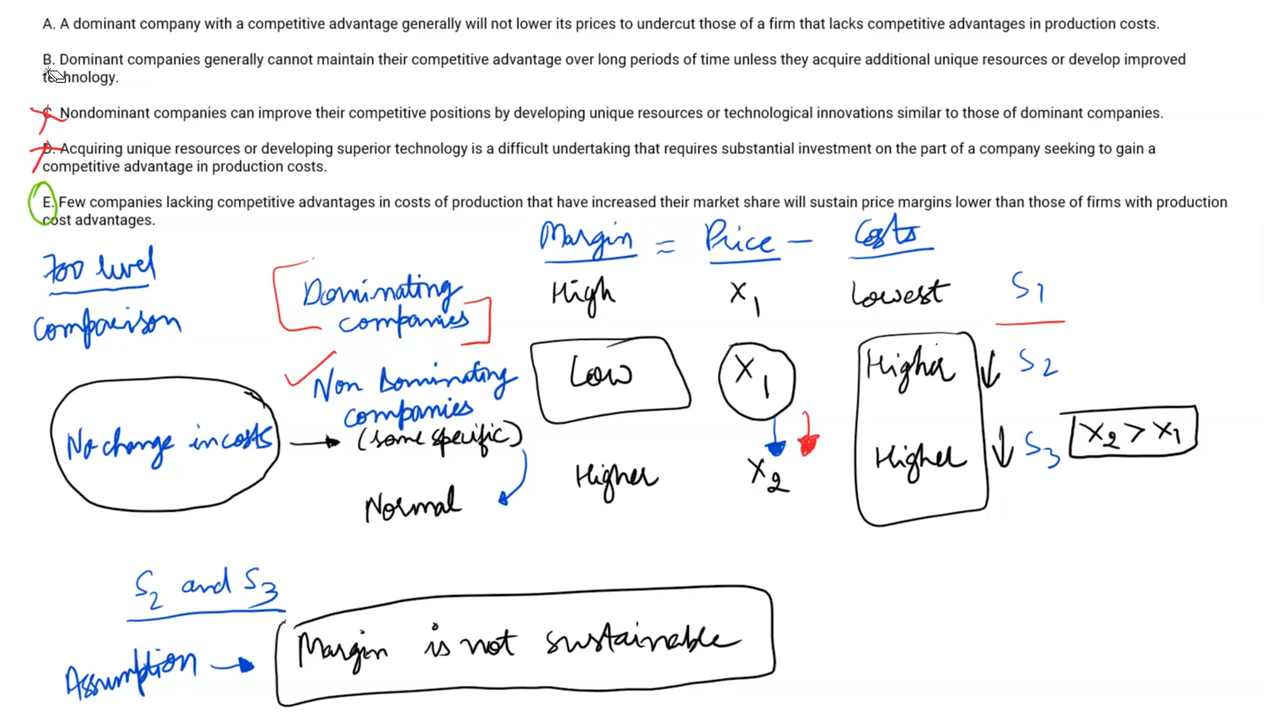 A. A dominant company with a competitive advantage generally will not lower its prices to undercut those of a firm that lacks competitive advantages in production costs.
B. Dominant companies generally cannot maintain their competitive advantage over long periods of time unless they acquire additional unique resources or develop improved
technology.
C. Nondominant companies can improve their competitive positions by developing unique resources or technological innovations similar to those of dominant companies.
D. Acquiring unique resources or developing superior technology is a difficult undertaking that requires substantial investment on the part of a company seeking to gain a
competitive advantage in production costs.
E. Few companies lacking competitive advantages in costs of production that have increased their market share will sustain price margins lower than those of firms with production
cost advantages.
Margin = Price - Costs
700 level
comparison
Dominating
companies
High X1 Lowest S1
Non Dominating
companies
(some specific)
Low X1 Higher S2
No change in costs
Normal
Higher X2 Higher S3 X2 > X1
S2 and S3
Assumption → Margin is not sustainable